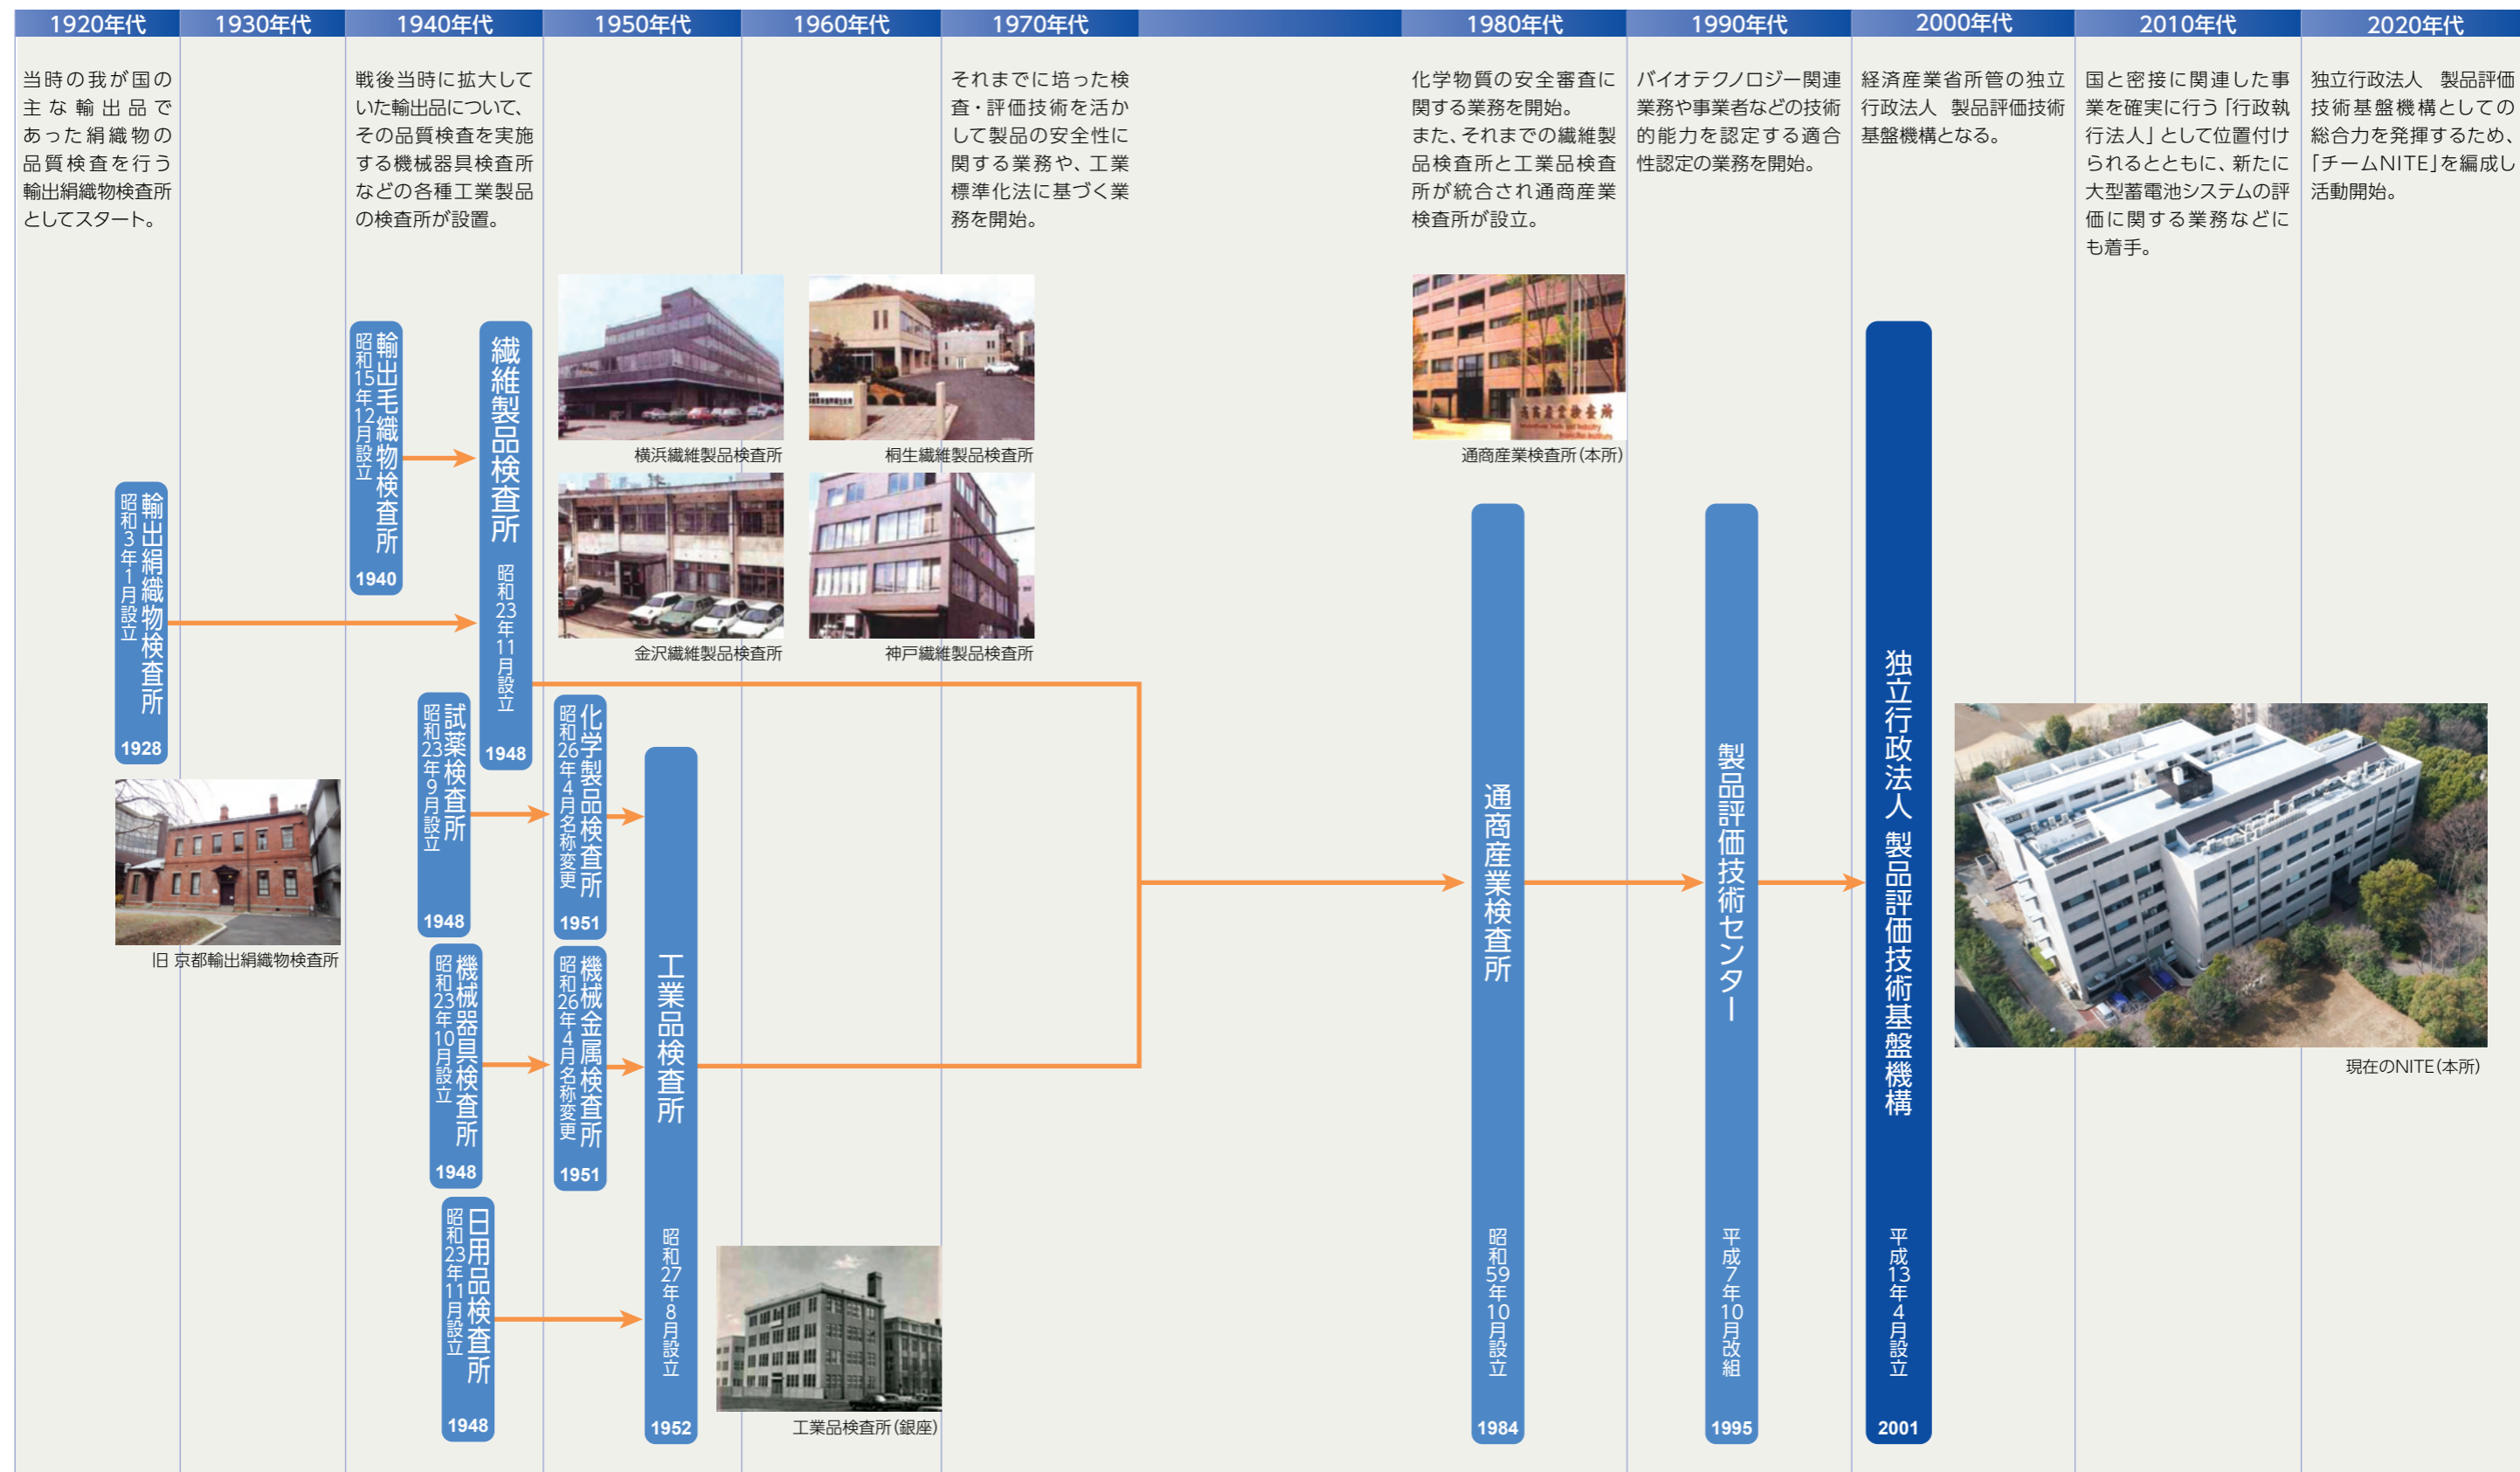 1920年代
1930年代
1940年代
1950年代
1960年代
1970年代
1980年代
1990年代
2000年代
2010年代
2020年代
当時の我が国の
主な輸出品で
あった絹織物の
品質検査を行う
輸出絹織物検査所
としてスタート。
戦後当時に拡大して
いた輸出品について、
その品質検査を実施
する機械器具検査所
などの各種工業製品
の検査所が設置。
それまでに培った検
査・評価技術を活か
して製品の安全性に
関する業務や、工業
標準化法に基づく業
務を開始。
化学物質の安全審査に
関する業務を開始。
また、それまでの繊維製
品検査所と工業品検査
所が統合され通商産業
検査所が設立。
バイオテクノロジー関連
業務や事業者などの技術
的能力を認定する適合
性認定の業務を開始。
経済産業省所管の独立
行政法人 製品評価技術
基盤機構となる。
国と密接に関連した事
業を確実に行う「行政執
行法人」として位置付け
られるとともに、新たに
大型蓄電池システムの評
価に関する業務などに
も着手。
独立行政法人 製品評価
技術基盤機構としての
総合力を発揮するため、
「チームNITE」を編成し
活動開始。
輸出絹織物検査所
昭和3年1月設立
1928
旧 京都輸出絹織物検査所
輸出毛織物検査所
昭和15年12月設立
1940
繊維製品検査所 昭和23年11月設立
1948
横浜繊維製品検査所
桐生繊維製品検査所
金沢繊維製品検査所
神戸繊維製品検査所
試薬検査所
昭和23年9月設立
1948
化学製品検査所
昭和26年4月名称変更
1951
機械器具検査所
昭和23年10月設立
1948
機械金属検査所
昭和26年4月名称変更
1951
日用品検査所
昭和23年11月設立
1948
工業品検査所 昭和27年8月設立
1952
工業品検査所(銀座)
通商産業検査所
通商産業検査所(本所)
通商産業検査所 昭和59年10月設立
1984
製品評価技術センター 平成7年10月改組
1995
独立行政法人 製品評価技術基盤機構 平成13年4月設立
2001
現在のNITE(本所)